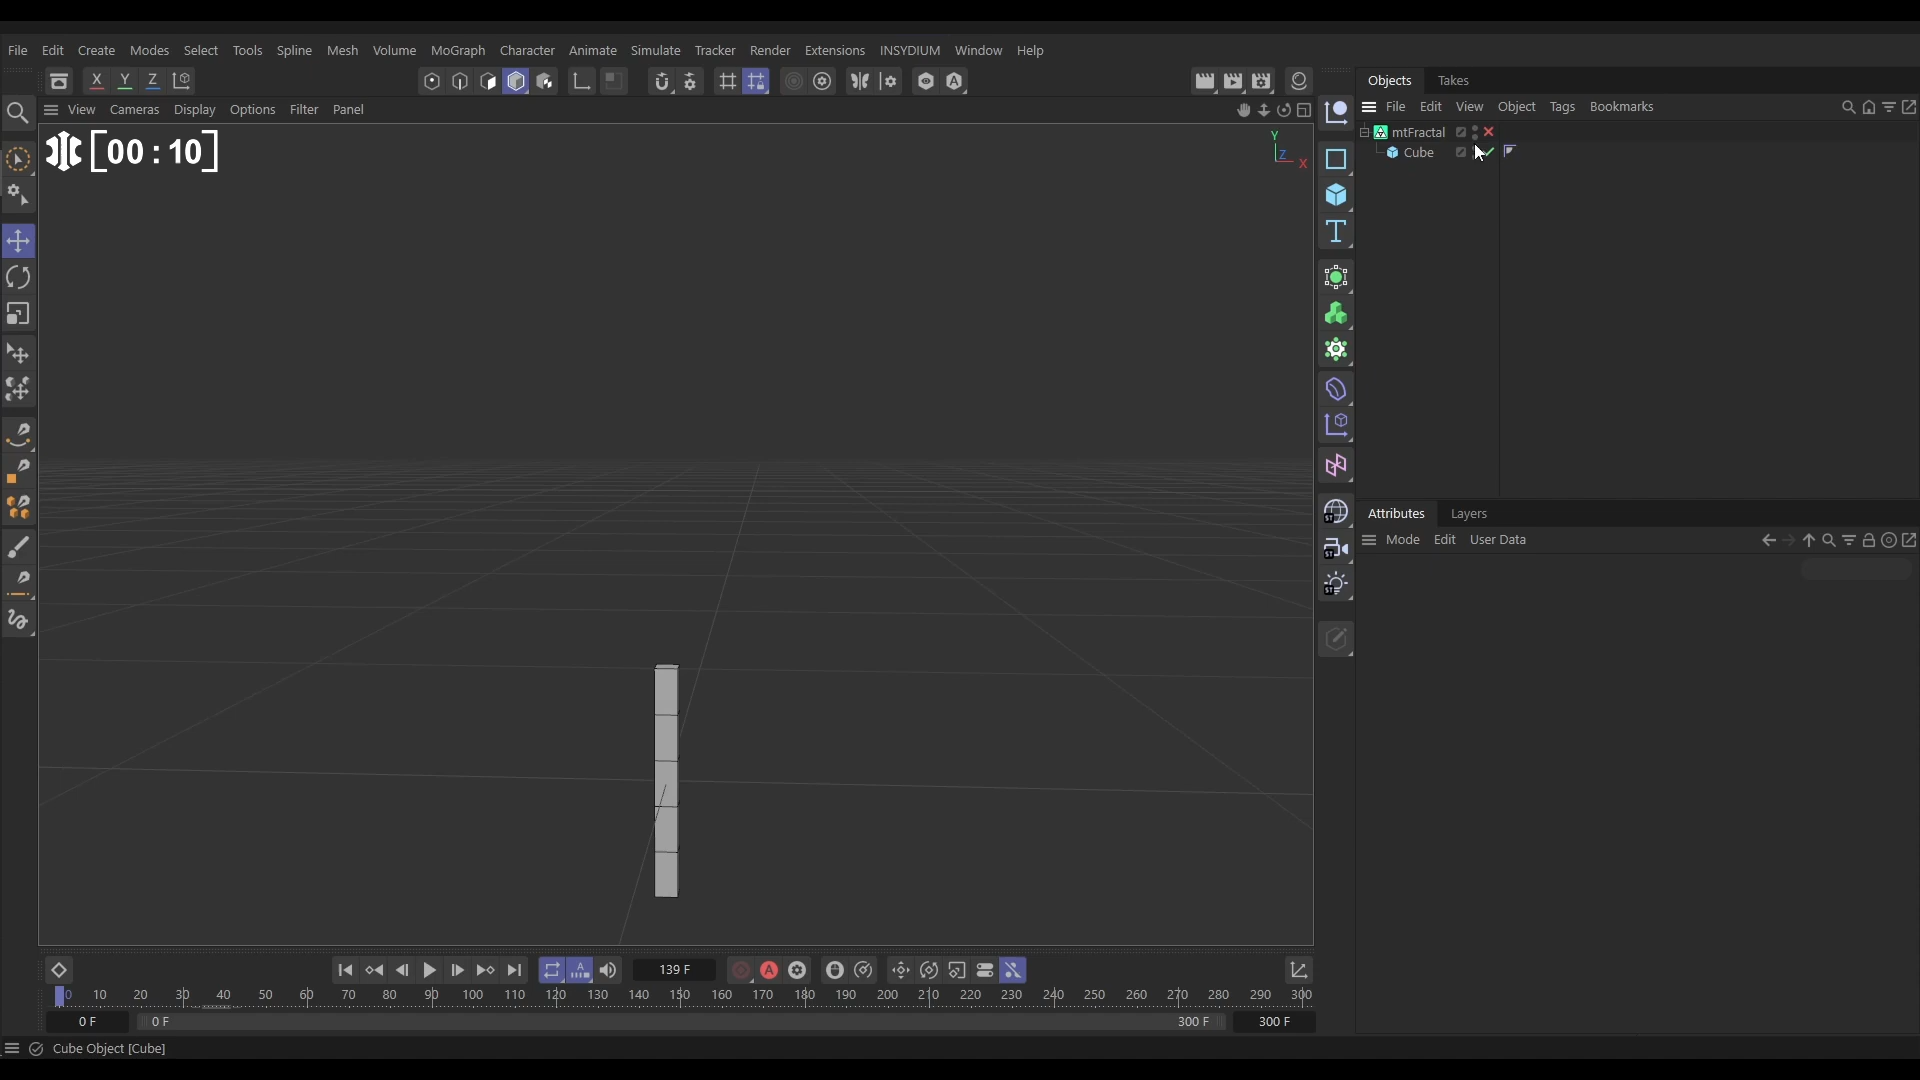 File Edit Create Modes Select Tools Spline Mesh Volume MoGraph Character Animate Simulate Tracker Render Extensions INSYDIUM Window Help
X Y Z
Objects Takes
View Cameras Display Options Filter Panel
File Edit View Object Tags Bookmarks
[00:10]
Y
Z X
mtFractal
Cube
Attributes Layers
Mode Edit User Data
139 F
0 10 20 30 40 50 60 70 80 90 100 110 120 130 140 150 160 170 180 190 200 210 220 230 240 250 260 270 280 290 300
0 F 0 F 300 F 300 F
Cube Object [Cube]